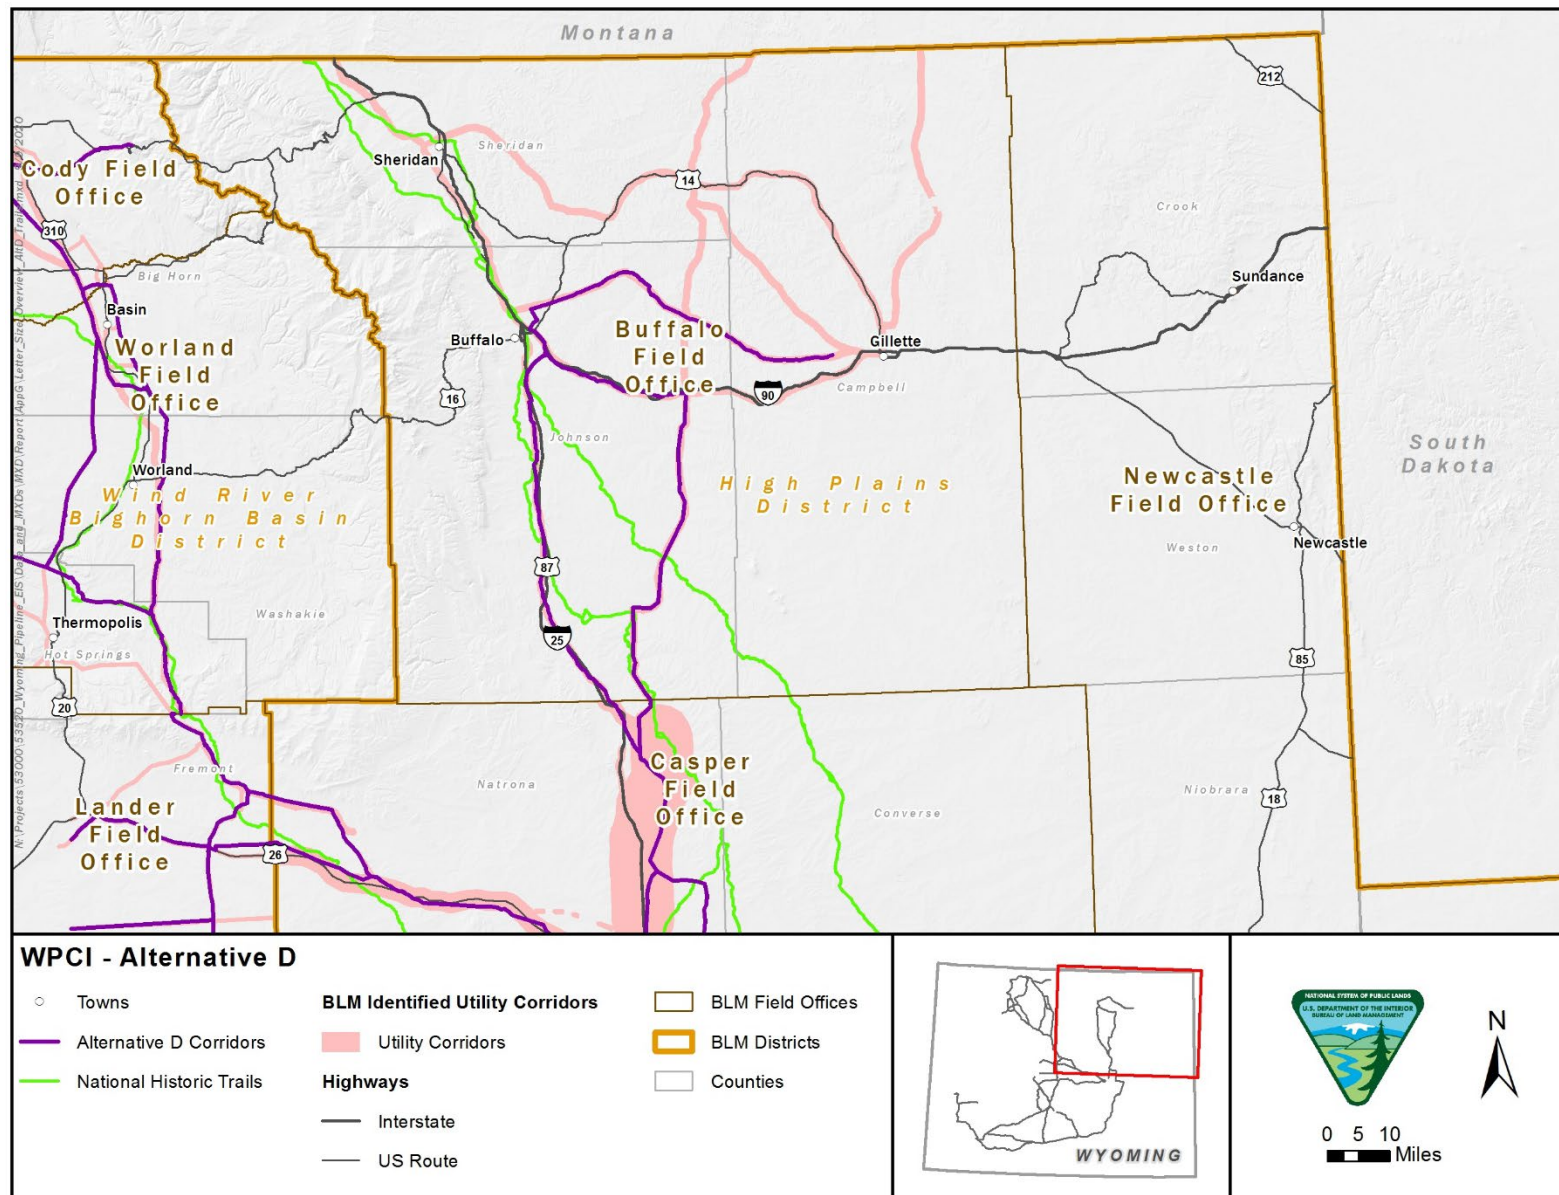 Montana
212
Sheridan
Sheridan
Cody Field
Office
14
310
Crook
Big Horn
Sundance
Basin
Buffalo
Buffalo
Field
Office
Gillette
Worland
Field
Office
Campbell
16
90
Johnson
South
Dakota
Worland
Wind River
Bighorn Basin
District
High Plains
District
Newcastle
Field Office
Newcastle
Weston
87
Washakie
Thermopolis
25
Hot Springs
85
20
Casper
Field
Office
Fremont
Natrona
Niobrara
18
Lander
Field
Office
Converse
26
WPCI - Alternative D
Towns
Alternative D Corridors
National Historic Trails
BLM Identified Utility Corridors
Utility Corridors
Highways
Interstate
US Route
BLM Field Offices
BLM Districts
Counties
WYOMING
NATIONAL SYSTEM OF PUBLIC LANDS
U.S. DEPARTMENT OF THE INTERIOR
BUREAU OF LAND MANAGEMENT
N
0 5 10
Miles